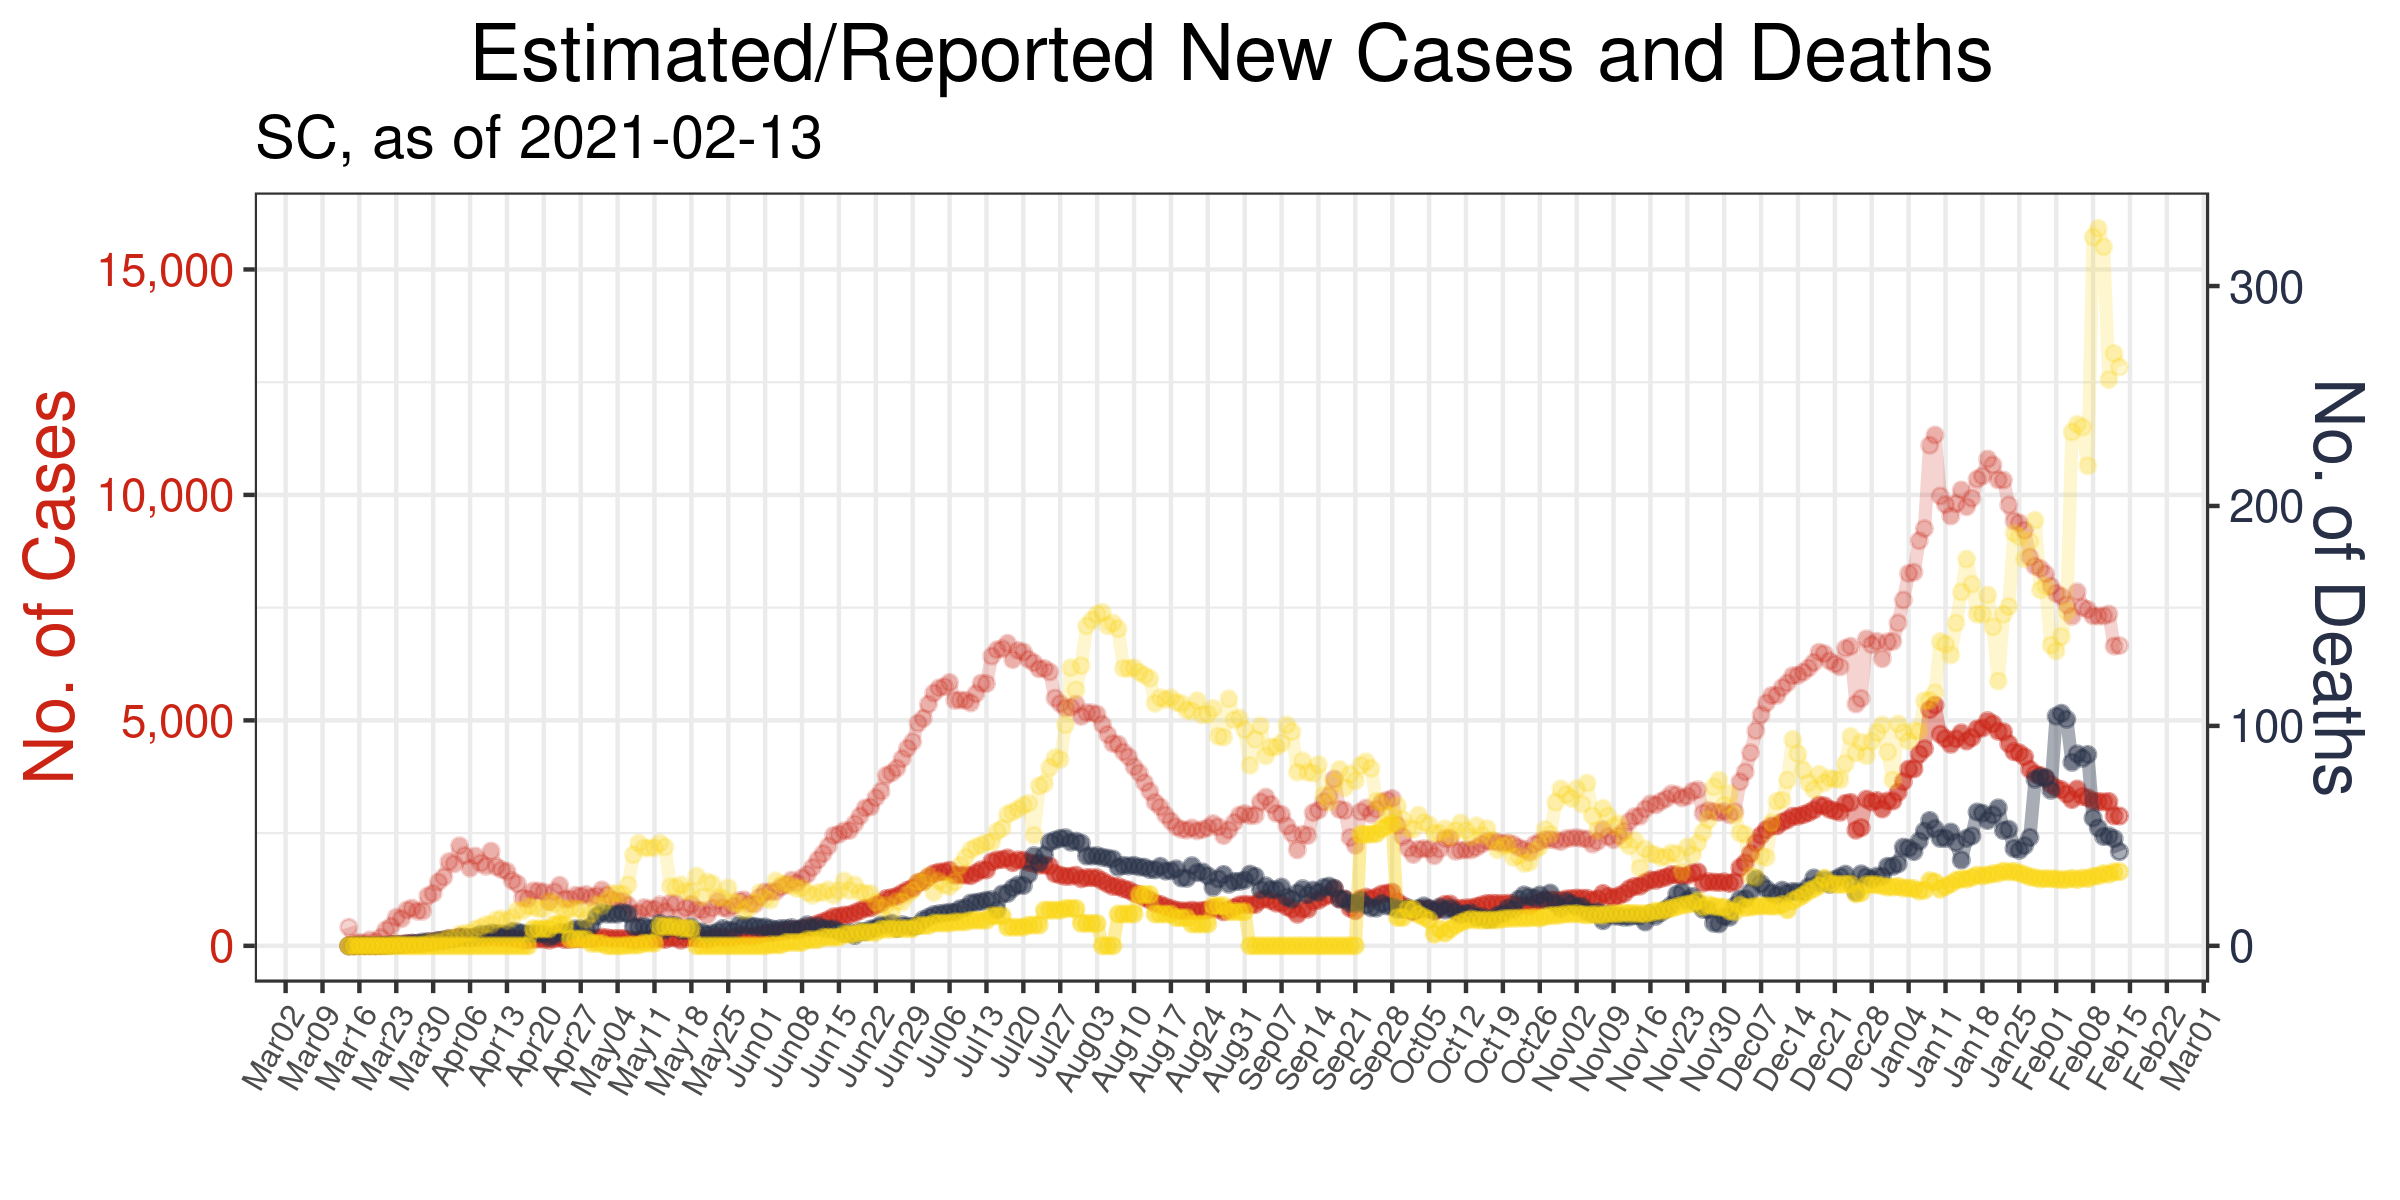 Estimated/Reported New Cases and Deaths
SC, as of 2021-02-13
No. of Cases
15,000
10,000
5,000
0
300
200
100
0
No. of Deaths
Mar02
Mar09
Mar16
Mar23
Mar30
Apr06
Apr13
Apr20
Apr27
May04
May11
May18
May25
Jun01
Jun08
Jun15
Jun22
Jun29
Jul06
Jul13
Jul20
Jul27
Aug03
Aug10
Aug17
Aug24
Aug31
Sep07
Sep14
Sep21
Sep28
Oct05
Oct12
Oct19
Oct26
Nov02
Nov09
Nov16
Nov23
Nov30
Dec07
Dec14
Dec21
Dec28
Jan04
Jan11
Jan18
Jan25
Feb01
Feb08
Feb15
Feb22
Mar01